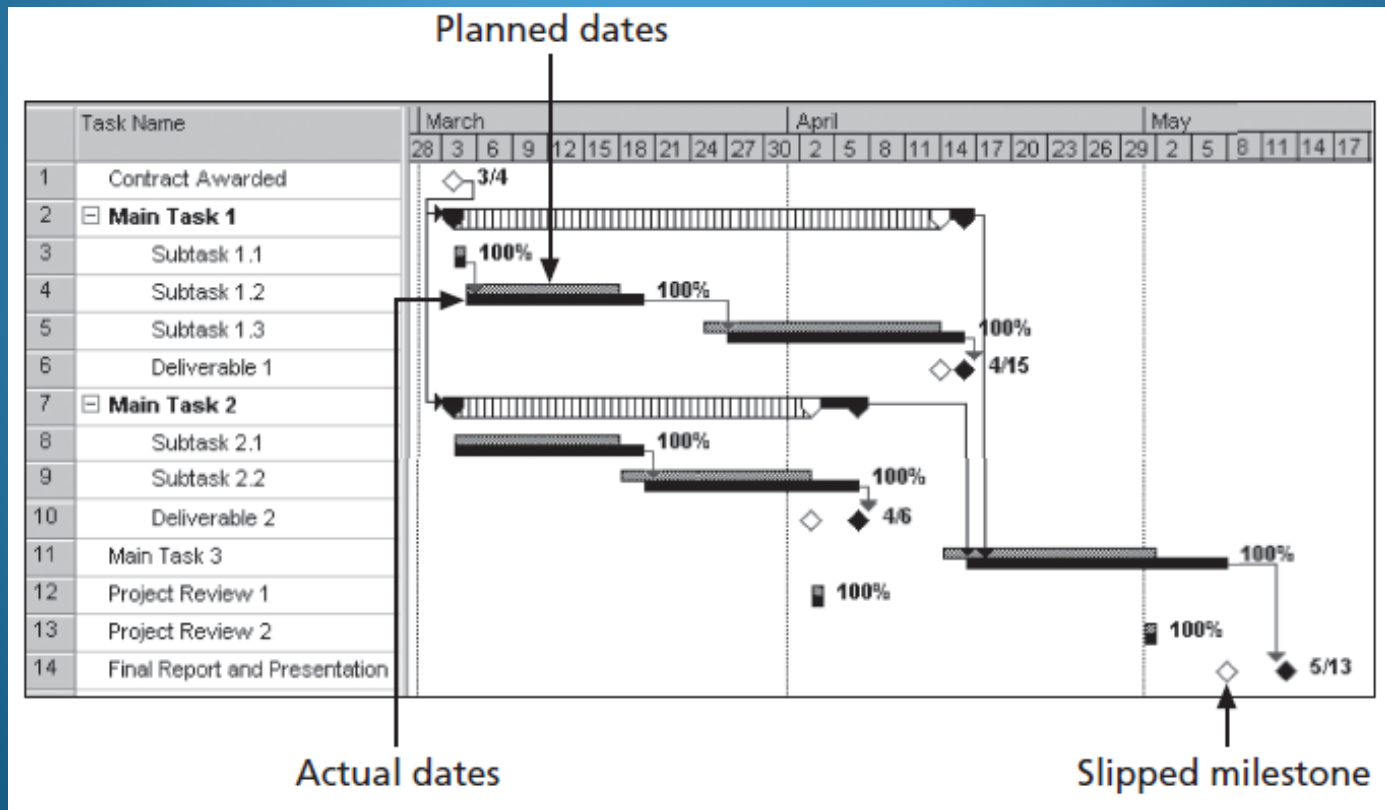 Planned dates
Task Name
March April May
28 3 6 9 12 15 18 21 24 27 30 2 5 8 11 14 17 20 23 26 29 2 5 8 11 14 17
1 Contract Awarded 3/4
2 Main Task 1
3 Subtask 1.1 100%
4 Subtask 1.2 100%
5 Subtask 1.3 100%
6 Deliverable 1 4/15
7 Main Task 2
8 Subtask 2.1 100%
9 Subtask 2.2 100%
10 Deliverable 2 4/6
11 Main Task 3 100%
12 Project Review 1 100%
13 Project Review 2 100%
14 Final Report and Presentation 5/13
Actual dates
Slipped milestone